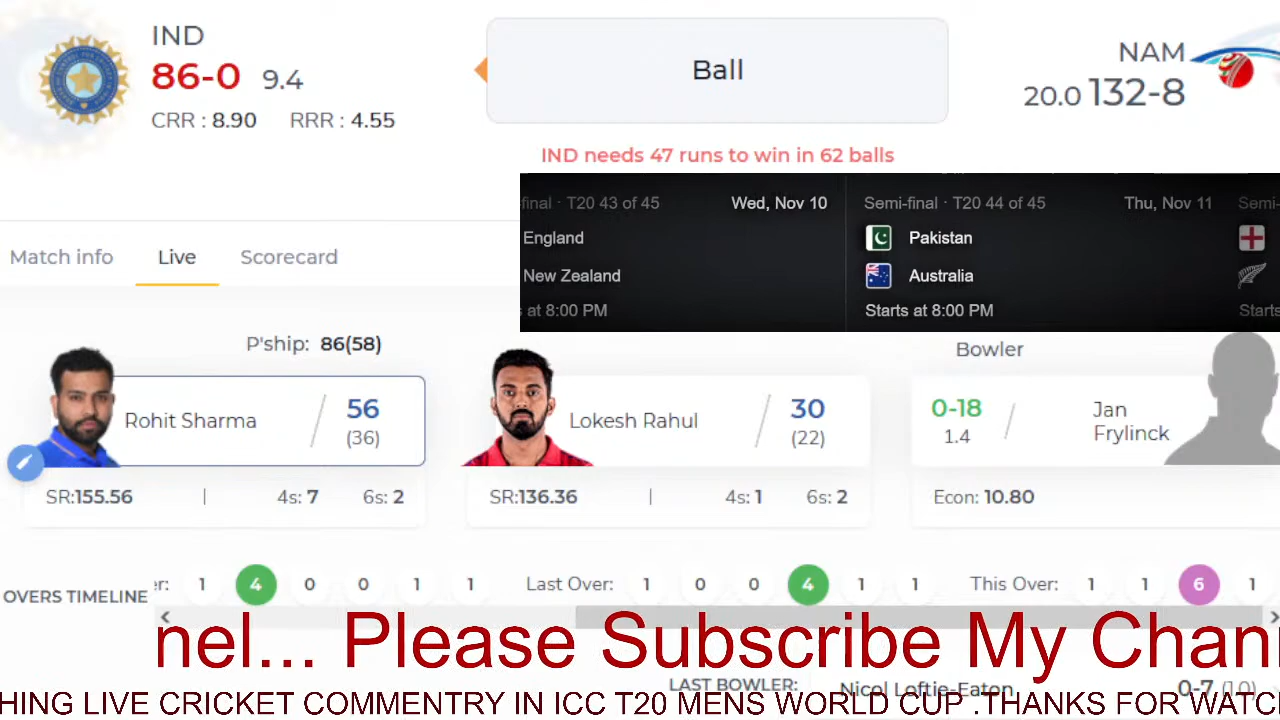 IND
86-0 9.4
CRR : 8.90 RRR : 4.55
Ball
NAM
20.0 132-8
IND needs 47 runs to win in 62 balls
final · T20 43 of 45 Wed, Nov 10
England
New Zealand
at 8:00 PM
Semi-final · T20 44 of 45 Thu, Nov 11
Pakistan
Australia
Starts at 8:00 PM
Semi-
Starts
Match info Live Scorecard
P'ship: 86(58)
Bowler
Rohit Sharma 56 (36)
SR:155.56 | 4s: 7 6s: 2
Lokesh Rahul 30 (22)
SR:136.36 | 4s: 1 6s: 2
0-18 1.4 Jan Frylinck
Econ: 10.80
OVERS TIMELINE
er: 1 4 0 0 1 1 Last Over: 1 0 0 4 1 1 This Over: 1 1 6 1
nel... Please Subscribe My Chann
LAST BOWLER: Nicol Loftie-Eaton 0-7 (1.0)
HING LIVE CRICKET COMMENTRY IN ICC T20 MENS WORLD CUP .THANKS FOR WATC